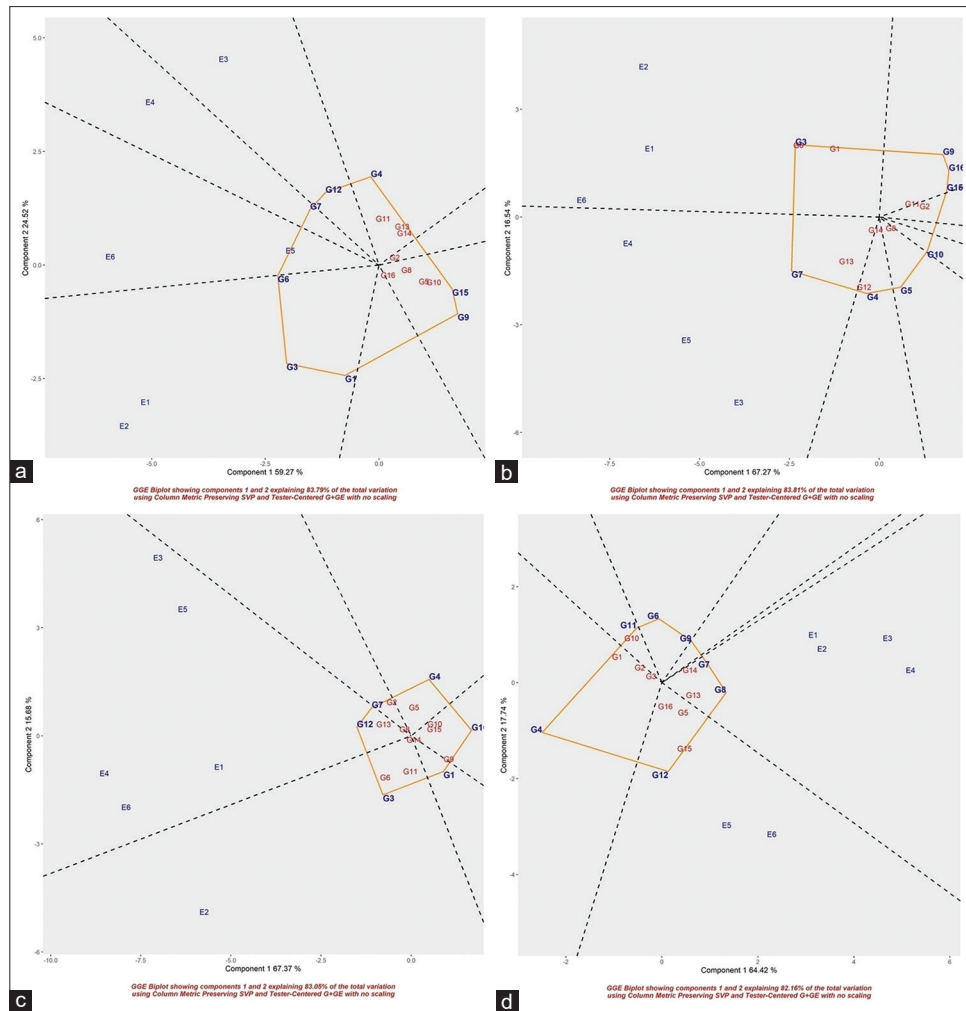 5.0
2.5
0.0
-2.5
Component 2 24.52 %
E3
E4
E6
E5
E1
E2
G4
G12
G7
G11
G13
G14
G2
G8
G16
G10
G6
G15
G9
G3
-5.0
-2.5
0.0
Component 1 59.27 %
a
GGE Biplot showing components 1 and 2 explaining 83.79% of the total variation
using Column Metric Preserving SVP and Tester-Centered G+GE with no scaling
3
0
-3
-6
Component 2 16.54 %
E2
E1
E6
E4
E5
E3
G3
G1
G9
G16
G11
G2
G14
G8
G10
G13
G7
G12
G4
G5
-7.5
-5.0
-2.5
0.0
Component 1 67.27 %
b
GGE Biplot showing components 1 and 2 explaining 83.81% of the total variation
using Column Metric Preserving SVP and Tester-Centered G+GE with no scaling
6
3
0
-3
-6
Component 2 15.68 %
E3
E5
E1
E4
E6
E2
G4
G7
G5
G12
G13
G10
G15
G9
G11
G1
G6
G3
-10.0
-7.5
-5.0
-2.5
0.0
Component 1 67.37 %
c
GGE Biplot showing components 1 and 2 explaining 83.05% of the total variation
using Column Metric Preserving SVP and Tester-Centered G+GE with no scaling
2
0
-2
-4
Component 2 17.74 %
G6
G11
G10
G9
G1
G2
G3
G14
G7
G8
G13
G16
G5
G4
G15
G12
E1
E2
E3
E4
E5
E6
-2
0
2
4
6
Component 1 64.42 %
d
GGE Biplot showing components 1 and 2 explaining 82.16% of the total variation
using Column Metric Preserving SVP and Tester-Centered G+GE with no scaling